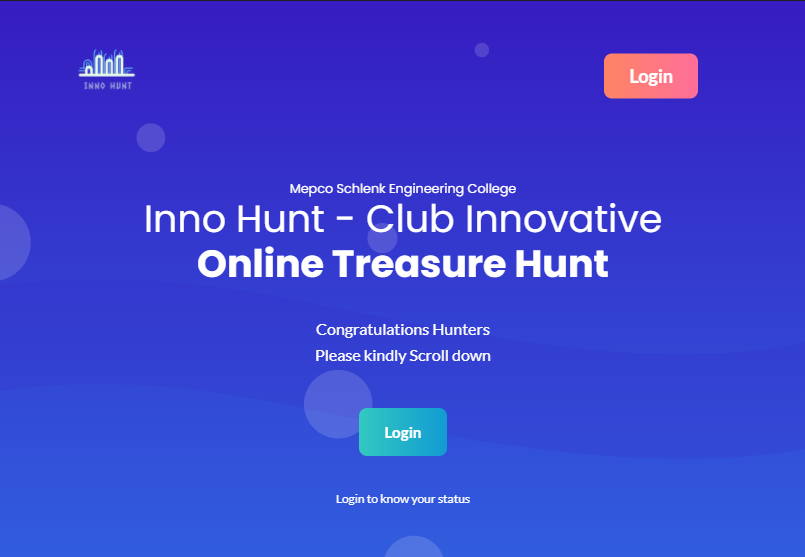 INNO HUNT
Login
Mepco Schlenk Engineering College
Inno Hunt - Club Innovative
Online Treasure Hunt
Congratulations Hunters
Please kindly Scroll down
Login
Login to know your status